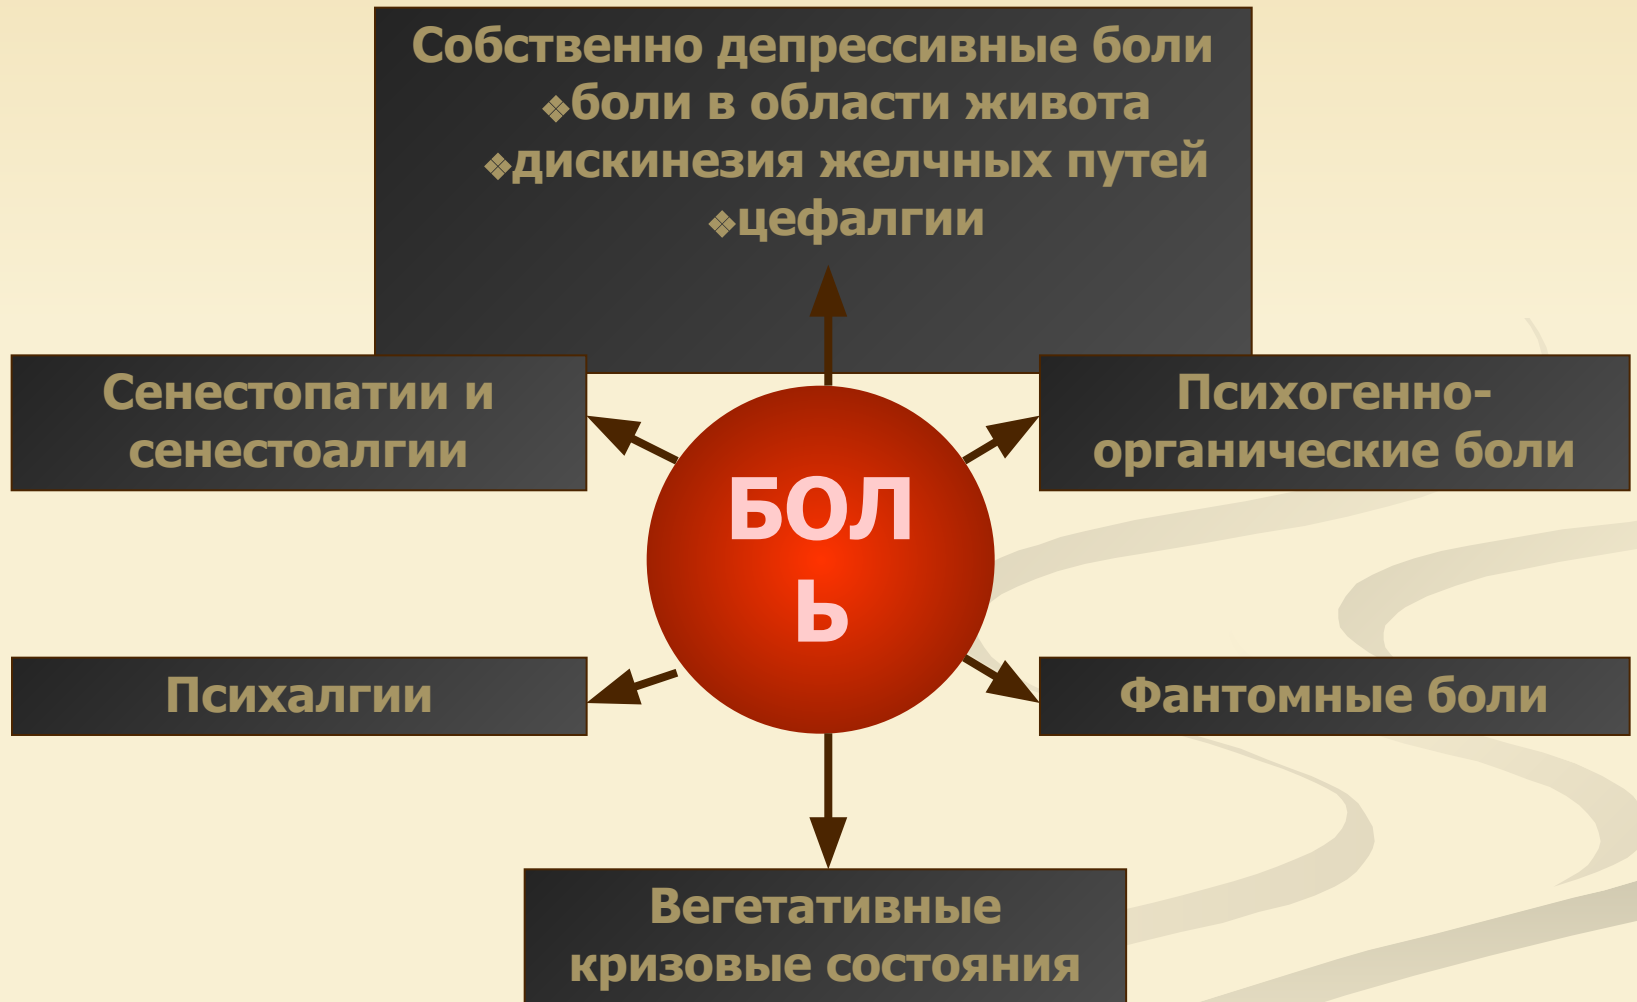 Собственно депрессивные боли
❖боли в области живота
❖дискинезия желчных путей
❖цефалгии
Сенестопатии и
сенестоалгии
Психогенно-
органические боли
БОЛ
Ь
Психалгии
Фантомные боли
Вегетативные
кризовые состояния